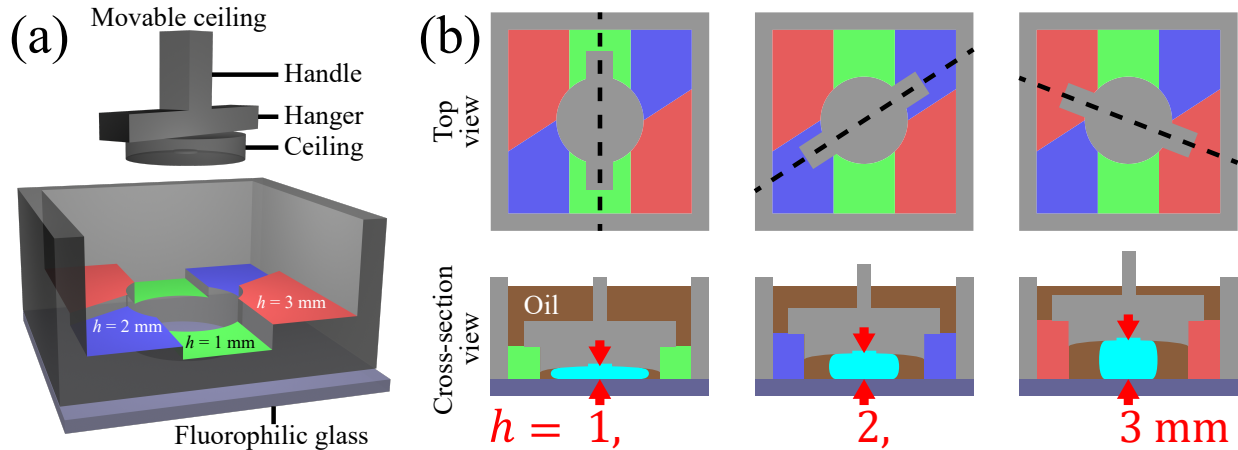 (a)
Movable ceiling
Handle
Hanger
Ceiling
h = 3 mm
h = 2 mm
h = 1 mm
Fluorophilic glass
(b)
Top
view
Cross-section
view
Oil
h = 1, 2, 3 mm